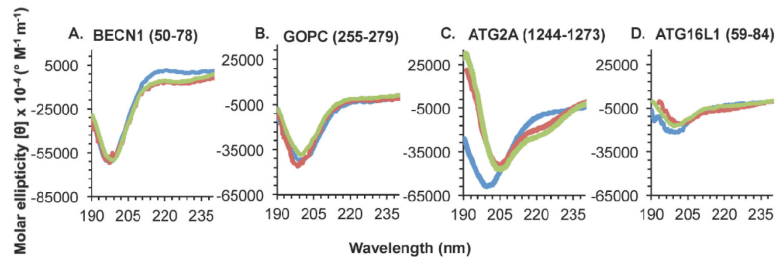 A. BECN1 (50-78)
B. GOPC (255-279)
C. ATG2A (1244-1273)
D. ATG16L1 (59-84)
Molar ellipticity [θ] x 10⁻⁴ (° M⁻¹ m⁻¹)
5000
-25000
-55000
-85000
190 205 220 235
25000
-5000
-35000
-65000
190 205 220 235
25000
-5000
-35000
-65000
190 205 220 235
25000
-5000
-35000
-65000
190 205 220 235
Wavelength (nm)